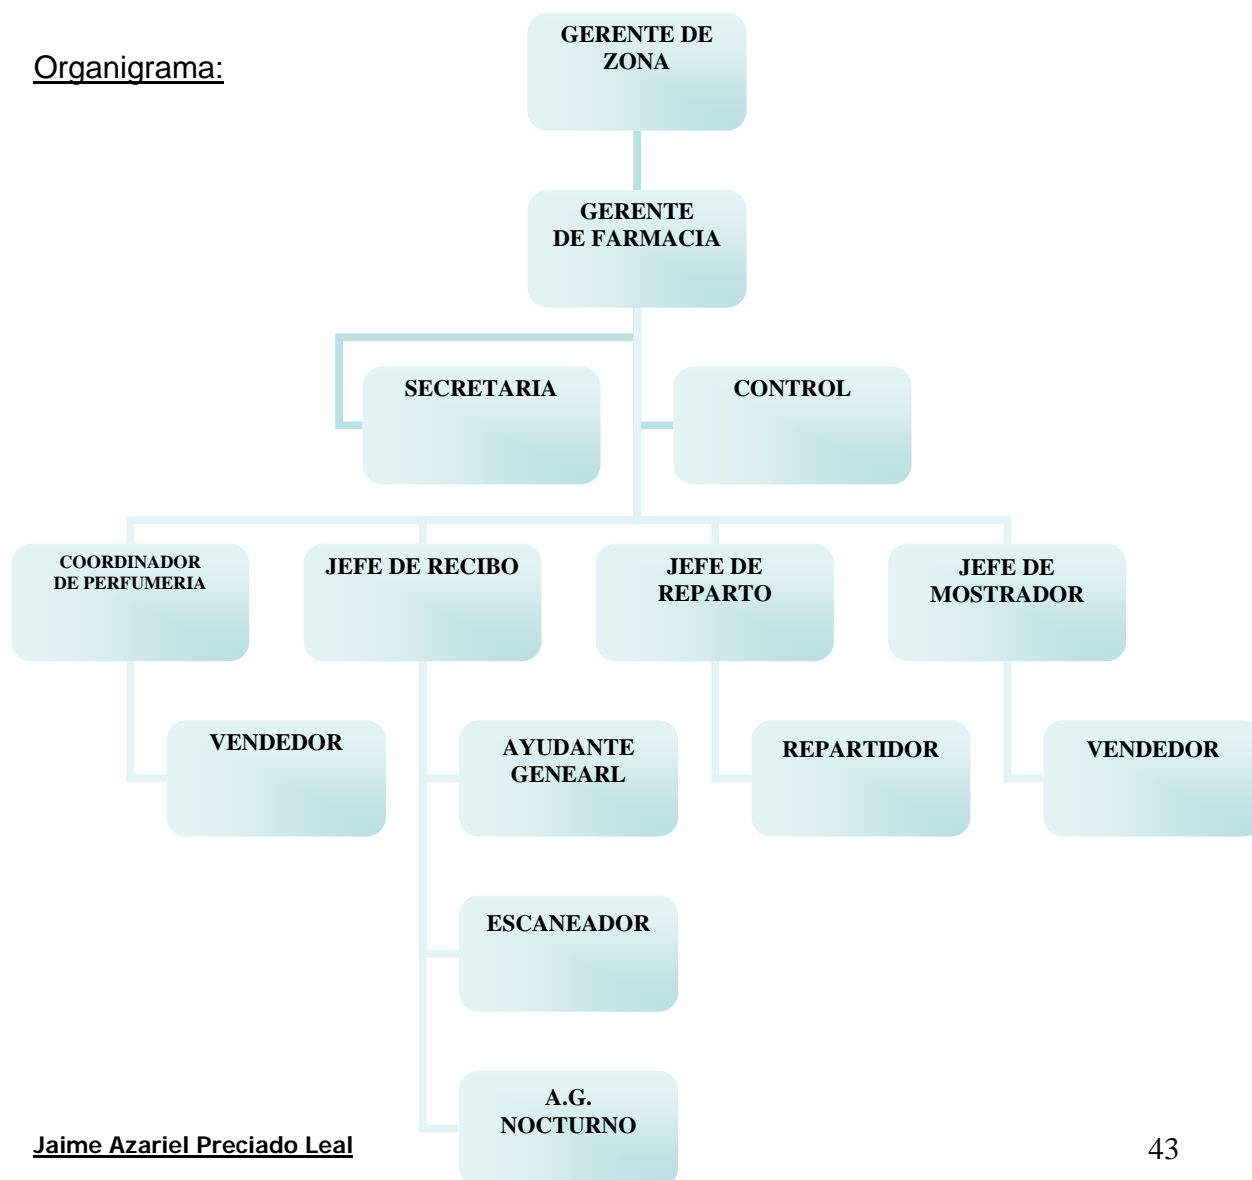 Organigrama:
GERENTE DE
ZONA
GERENTE
DE FARMACIA
SECRETARIA
CONTROL
COORDINADOR
DE PERFUMERIA
JEFE DE RECIBO
JEFE DE
REPARTO
JEFE DE
MOSTRADOR
VENDEDOR
AYUDANTE
GENEARL
REPARTIDOR
VENDEDOR
ESCANEADOR
A.G.
NOCTURNO
Jaime Azariel Preciado Leal
43